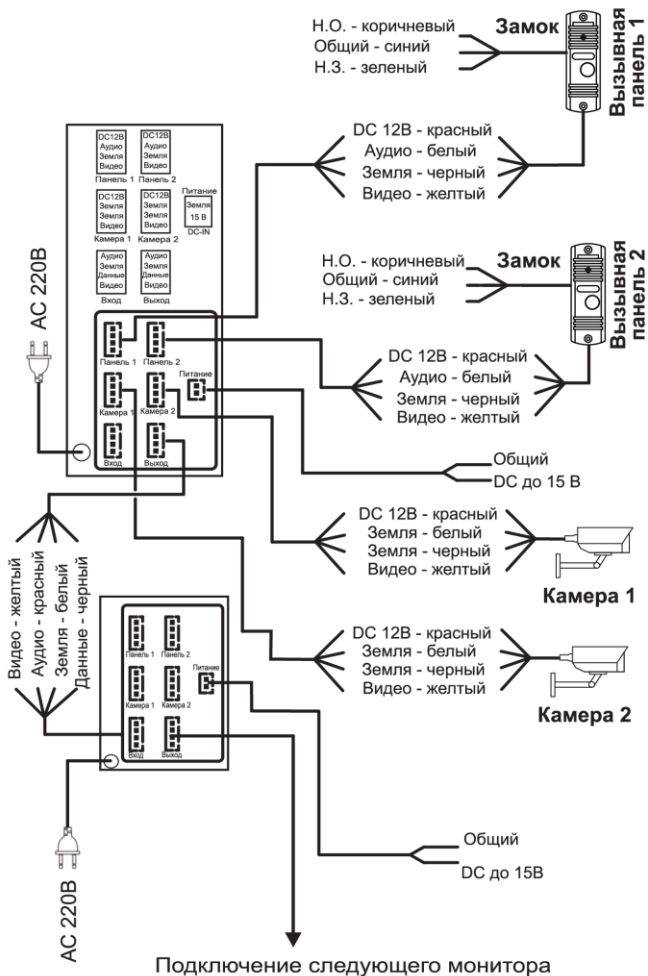 Н.О. - коричневый
Общий - синий
Н.З. - зеленый
Замок
Вызывная
панель 1
DC 12В - красный
Аудио - белый
Земля - черный
Видео - желтый
DC12В
Аудио
Земля
Видео
Панель 1
DC12В
Аудио
Земля
Видео
Панель 2
DC12В
Земля
Земля
Видео
Камера 1
DC12В
Земля
Земля
Видео
Камера 2
Питание
Земля
15 В
DC-IN
Аудио
Земля
Данные
Видео
Вход
Аудио
Земля
Данные
Видео
Выход
AC 220В
Панель 1
Панель 2
Камера 1
Камера 2
Питание
Вход
Выход
Н.О. - коричневый
Общий - синий
Н.З. - зеленый
Замок
Вызывная
панель 2
DC 12В - красный
Аудио - белый
Земля - черный
Видео - желтый
Общий
DC до 15 В
DC 12В - красный
Земля - белый
Земля - черный
Видео - желтый
Камера 1
Видео - желтый
Аудио - красный
Земля - белый
Данные - черный
DC 12В - красный
Земля - белый
Земля - черный
Видео - желтый
Камера 2
Панель 1
Панель 2
Камера 1
Камера 2
Питание
Вход
Выход
AC 220В
Общий
DC до 15В
Подключение следующего монитора